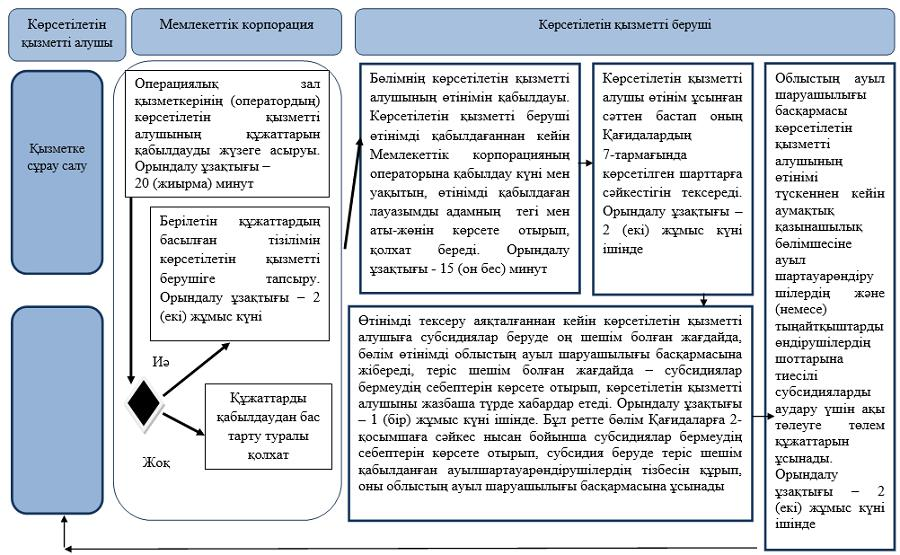 Көрсетілетін
қызметті алушы
Мемлекеттік корпорация
Көрсетілетін қызметті беруші
Қызметке
сұрау салу
Операциялық зал
қызметкерінің (оператордың)
көрсетілетін қызметті
алушының құжаттарын
қабылдауды жүзеге асыруы.
Орындалу ұзақтығы –
20 (жиырма) минут
Берілетін құжаттардың
басылған тізілімін
көрсетілетін қызметті
берушіге тапсыру.
Орындалу ұзақтығы – 2
(екі) жұмыс күні
Иә
Құжаттарды
қабылдаудан бас
тарту туралы
қолхат
Жоқ
Бөлімнің көрсетілетін қызметті
алушының өтінімін қабылдауы.
Көрсетілетін қызметті беруші
өтінімді қабылдағаннан кейін
Мемлекеттік корпорацияның
операторына қабылдау күні мен
уақытын, өтінімді қабылдаған
лауазымды адамның тегі мен
аты-жөнін көрсете отырып,
қолхат береді. Орындалу
ұзақтығы - 15 (он бес) минут
Көрсетілетін қызметті
алушы өтінім ұсынған
сәттен бастап оның
Қағидалардың
7-тармағында
көрсетілген шарттарға
сәйкестігін тексереді.
Орындалу ұзақтығы –
2 (екі) жұмыс күні
ішінде
Өтінімді тексеру аяқталғаннан кейін көрсетілетін қызметті
алушыға субсидиялар беруде оң шешім болған жағдайда,
бөлім өтінімді облыстың ауыл шаруашылығы басқармасына
жібереді, теріс шешім болған жағдайда – субсидиялар
бермеудің себептерін көрсете отырып, көрсетілетін қызметті
алушыны жазбаша түрде хабардар етеді. Орындалу ұзақтығы
– 1 (бір) жұмыс күні ішінде. Бұл ретте бөлім Қағидаларға 2-
қосымшаға сәйкес нысан бойынша субсидиялар бермеудің
себептерін көрсете отырып, субсидия беруде теріс шешім
қабылданған ауылшартауарөндірушілердің тізбесін құрып,
оны облыстың ауыл шаруашылығы басқармасына ұсынады
Облыстың ауыл
шаруашылығы
басқармасы
көрсетілетін
қызметті
алушының
өтінімі
түскеннен кейін
аумақтық
қазынашылық
бөлімшесіне
ауыл
шартауарөндіру
шілердің және
(немесе)
тыңайтқыштарды
өндірушілердің
шоттарына
тиесілі
субсидияларды
аудару үшін ақы
төлеуге төлем
құжаттарын
ұсынады.
Орындалу
ұзақтығы – 2
(екі) жұмыс күні
ішінде